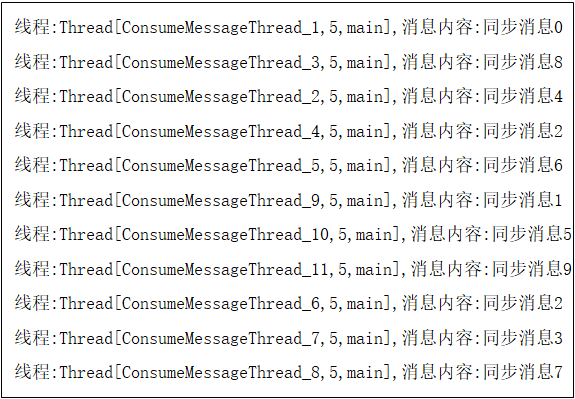 线程:Thread[ConsumeMessageThread_1,5,main],消息内容:同步消息0
线程:Thread[ConsumeMessageThread_3,5,main],消息内容:同步消息8
线程:Thread[ConsumeMessageThread_2,5,main],消息内容:同步消息4
线程:Thread[ConsumeMessageThread_4,5,main],消息内容:同步消息2
线程:Thread[ConsumeMessageThread_5,5,main],消息内容:同步消息6
线程:Thread[ConsumeMessageThread_9,5,main],消息内容:同步消息1
线程:Thread[ConsumeMessageThread_10,5,main],消息内容:同步消息5
线程:Thread[ConsumeMessageThread_11,5,main],消息内容:同步消息9
线程:Thread[ConsumeMessageThread_6,5,main],消息内容:同步消息2
线程:Thread[ConsumeMessageThread_7,5,main],消息内容:同步消息3
线程:Thread[ConsumeMessageThread_8,5,main],消息内容:同步消息7